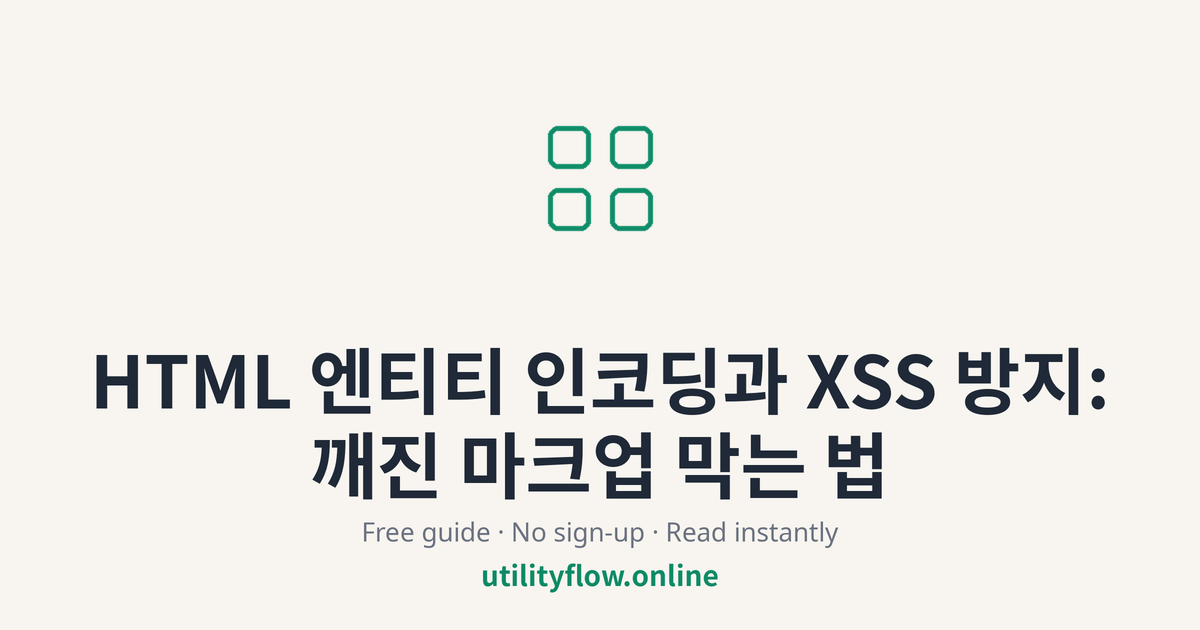 HTML 엔티티 인코딩과 XSS 방지:
깨진 마크업 막는 법
Free guide · No sign-up · Read instantly
utilityflow.online